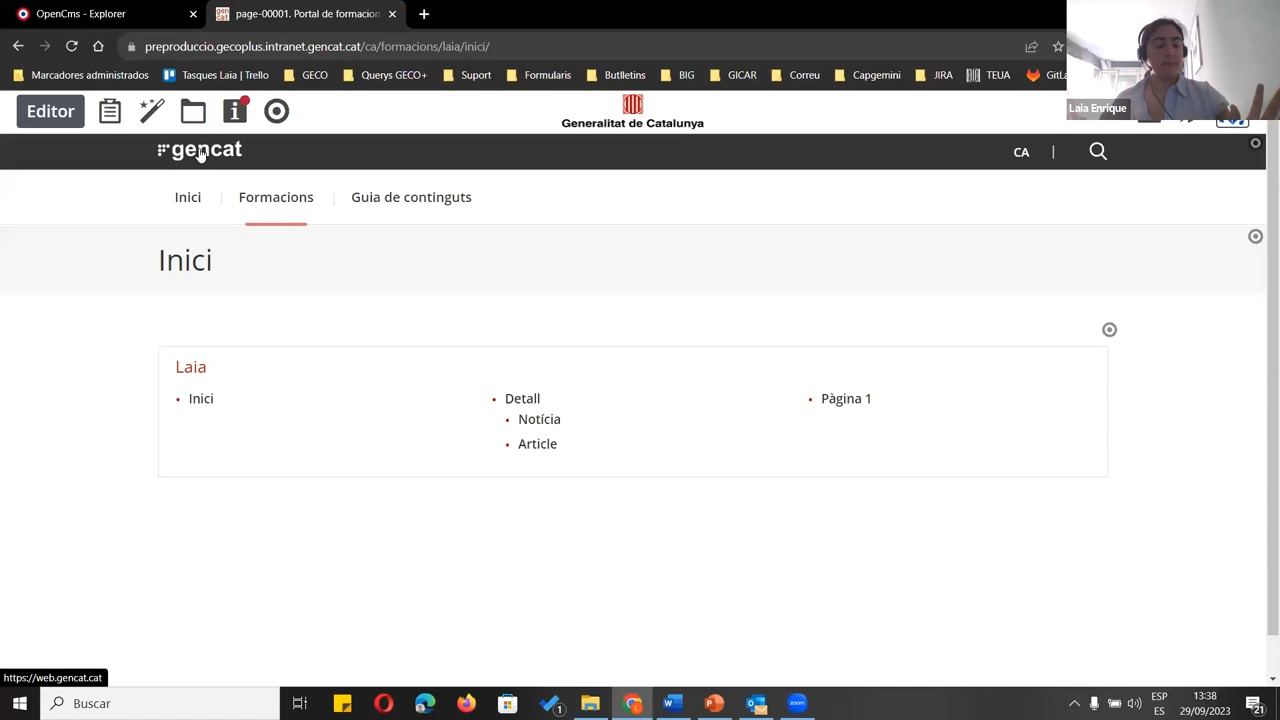 OpenCms - Explorer
page-00001. Portal de formacion
preproduccio.gecoplus.intranet.gencat.cat/ca/formacions/laia/inici/
Marcadores administrados
Tasques Laia | Trello
GECO
Querys GECO+
Suport
Formularis
Butlletins
BIG
GICAR
Correu
Capgemini
JIRA
TEUA
GitLa
Laia Enrique
Editor
Generalitat de Catalunya
gencat
CA
Inici
Formacions
Guia de continguts
Inici
Laia
Inici
Detall
Pàgina 1
Notícia
Article
https://web.gencat.cat
Buscar
1
ESP
ES
13:38
29/09/2023
21